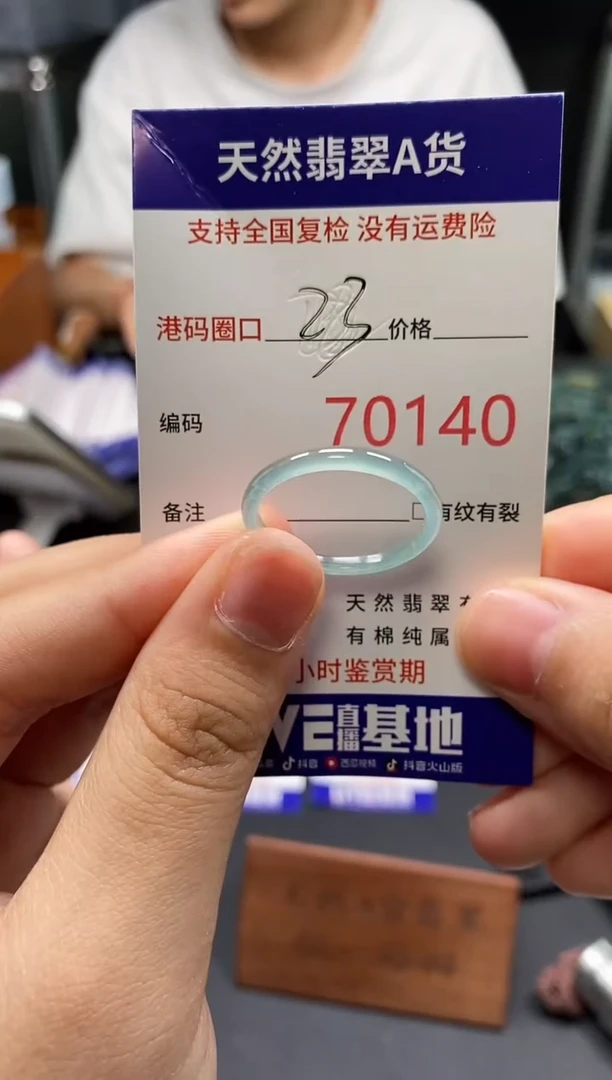 天然翡翠A货
支持全国复检 没有运费险
港码圈口 23 价格
编码 70140
备注 有纹有裂
天然翡翠
有棉纯属
小时鉴赏期
VE直播基地
抖音 西瓜视频 抖音火山版